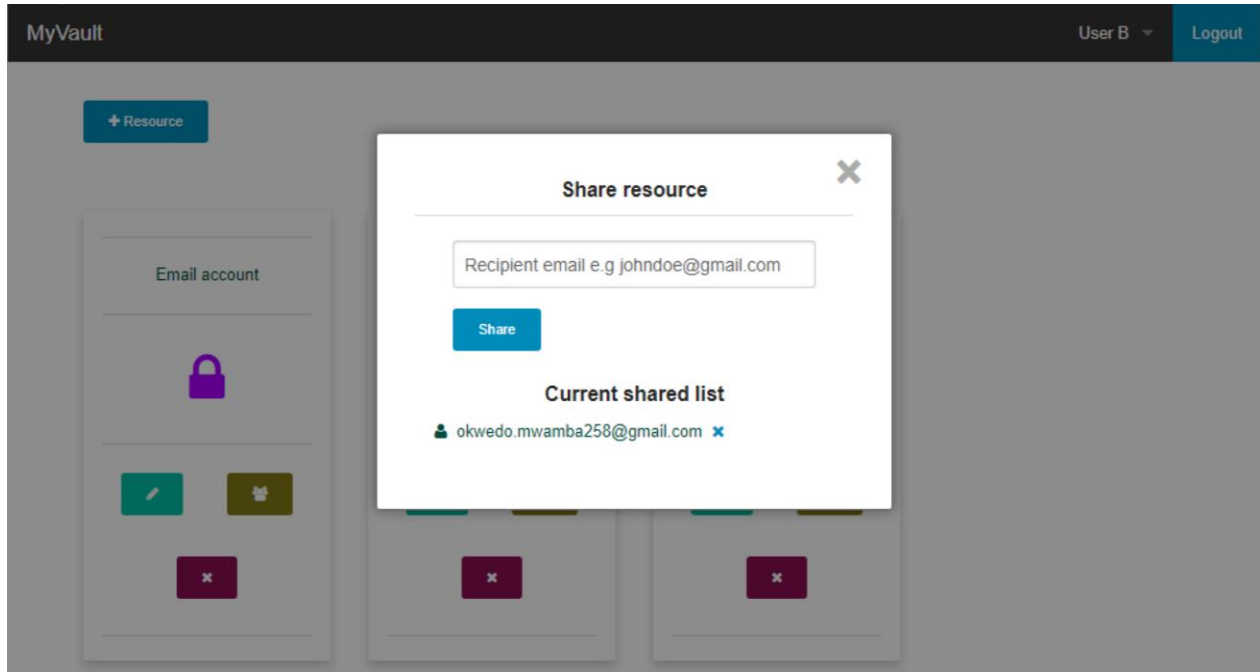 MyVault
User B
Logout
+ Resource
Share resource
Email account
Recipient email e.g johndoe@gmail.com
Share
Current shared list
okwedo.mwamba258@gmail.com